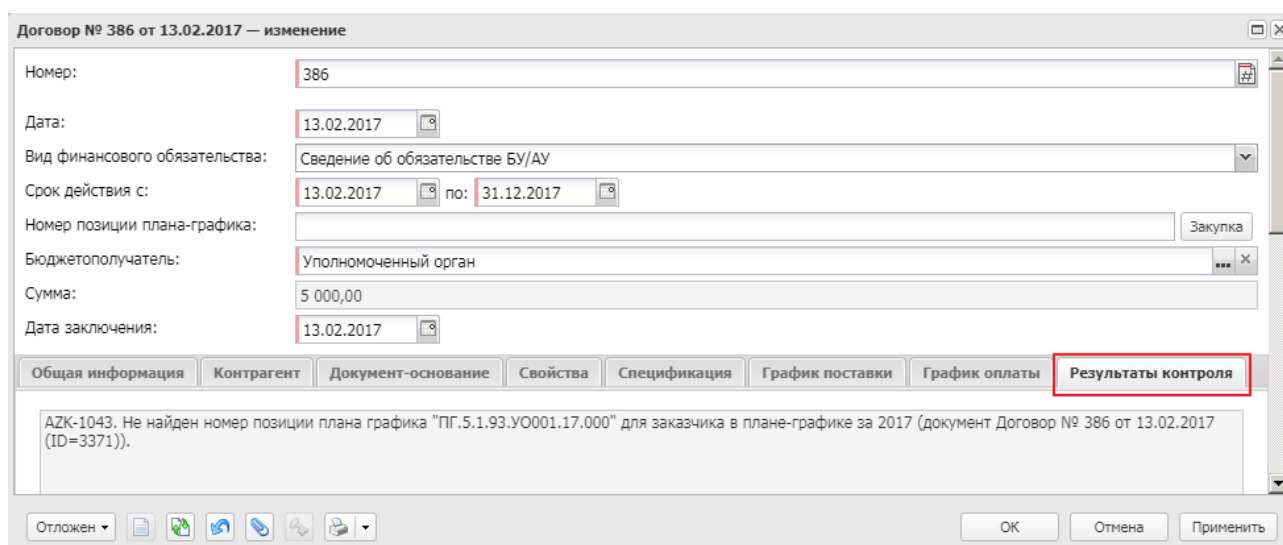 Договор № 386 от 13.02.2017 — изменение
Номер: 386
Дата: 13.02.2017
Вид финансового обязательства: Сведение об обязательстве БУ/АУ
Срок действия с: 13.02.2017 по: 31.12.2017
Номер позиции плана-графика: Закупка
Бюджетополучатель: Уполномоченный орган
Сумма: 5 000,00
Дата заключения: 13.02.2017
Общая информация Контрагент Документ-основание Свойства Спецификация График поставки График оплаты Результаты контроля
AZK-1043. Не найден номер позиции плана графика "ПГ.5.1.93.УО001.17.000" для заказчика в плане-графике за 2017 (документ Договор № 386 от 13.02.2017
(ID=3371)).
Отложен ОК Отмена Применить